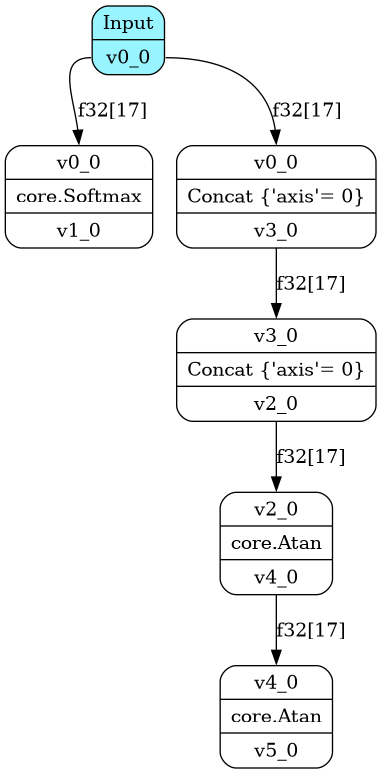 Input
v0_0
f32[17]
f32[17]
v0_0
core.Softmax
v1_0
v0_0
Concat {'axis'= 0}
v3_0
f32[17]
v3_0
Concat {'axis'= 0}
v2_0
f32[17]
v2_0
core.Atan
v4_0
f32[17]
v4_0
core.Atan
v5_0